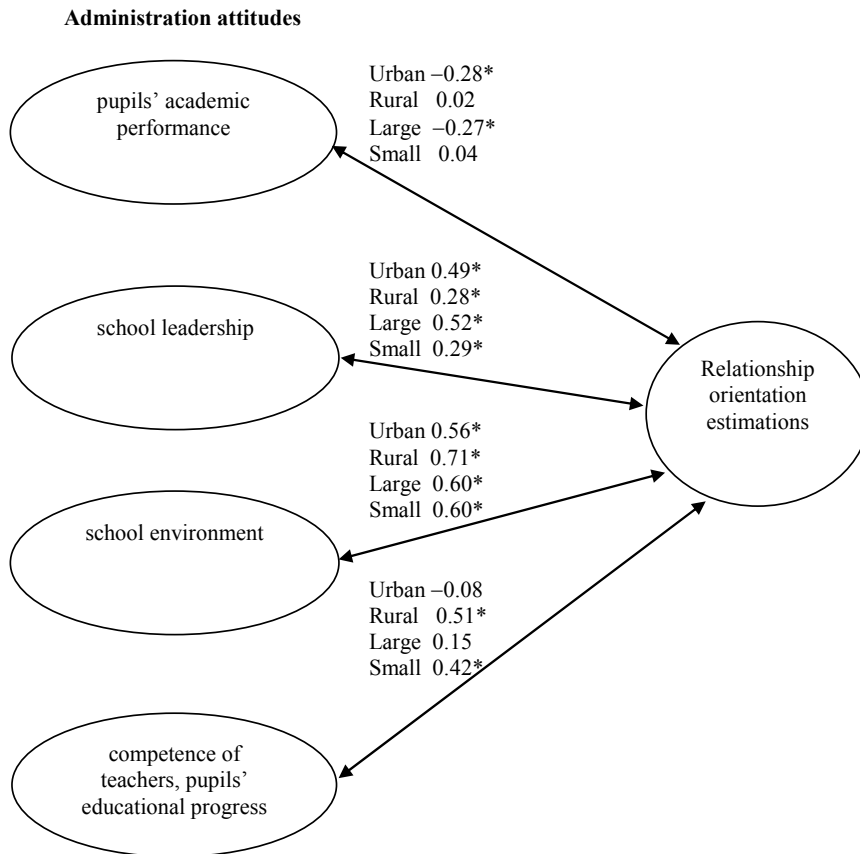 Administration attitudes
pupils’ academic
performance
Urban −0.28*
Rural 0.02
Large −0.27*
Small 0.04
school leadership
Urban 0.49*
Rural 0.28*
Large 0.52*
Small 0.29*
Relationship
orientation
estimations
school environment
Urban 0.56*
Rural 0.71*
Large 0.60*
Small 0.60*
Urban −0.08
Rural 0.51*
Large 0.15
Small 0.42*
competence of
teachers, pupils’
educational progress